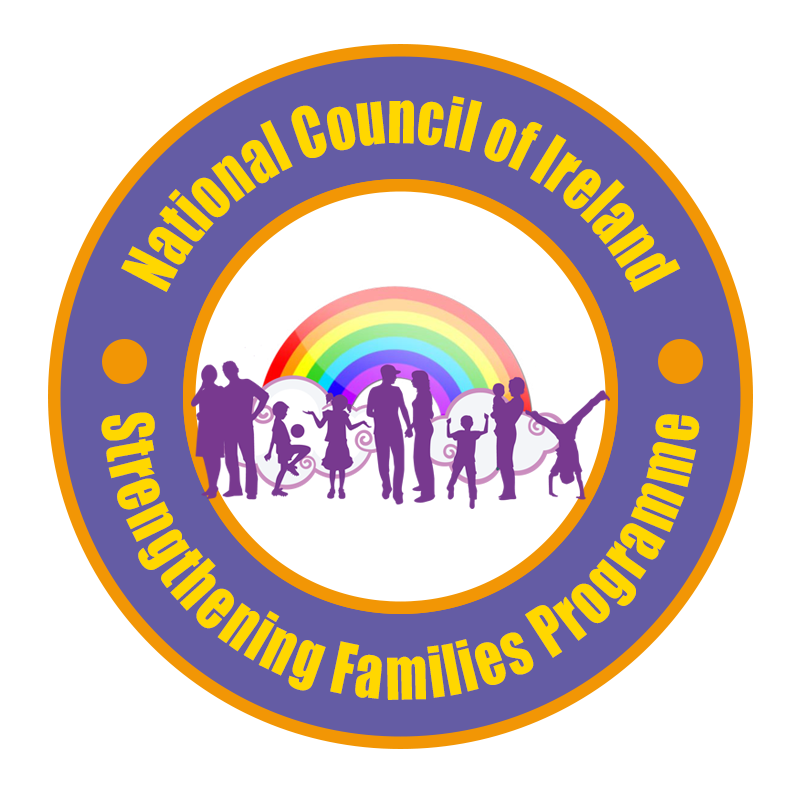 National Council of Ireland
Strengthening Families Programme